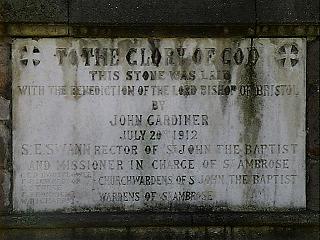 TO THE GLORY OF GOD
THIS STONE WAS LAID
WITH THE BENEDICTION OF THE LORD BISHOP OF BRISTOL
BY
JOHN GARDINER
JULY 20TH 1912
S.E.SWANN RECTOR OF ST JOHN THE BAPTIST
AND MISSIONER IN CHARGE OF ST AMBROSE
CHURCHWARDENS OF ST JOHN THE BAPTIST
WARDENS OF ST AMBROSE